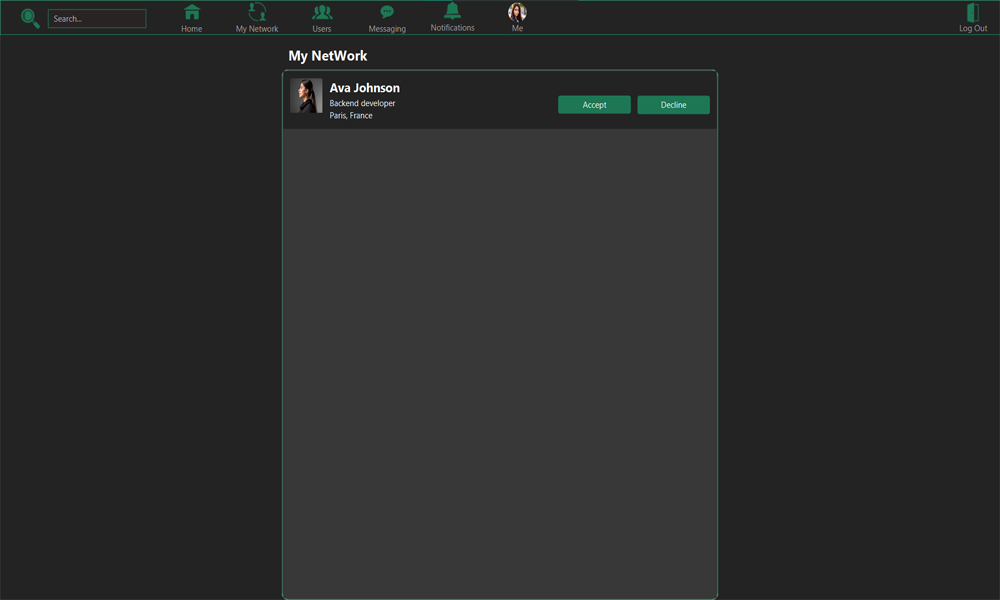 Search...
Home
My Network
Users
Messaging
Notifications
Me
Log Out
My NetWork
Ava Johnson
Backend developer
Paris, France
Accept
Decline